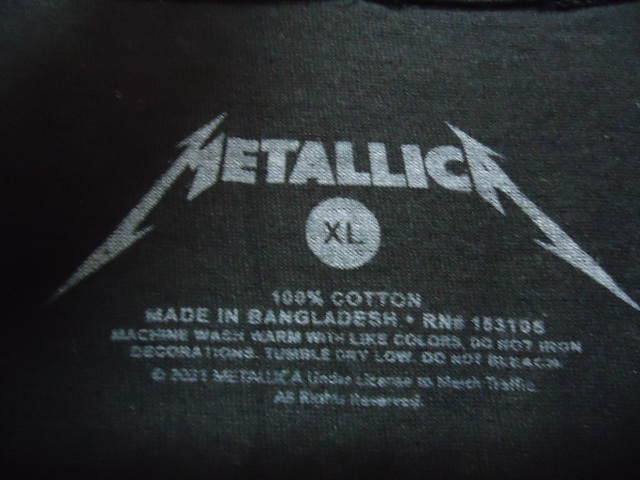 METALLICA
XL
100% COTTON
MADE IN BANGLADESH • RN# 153105
MACHINE WASH WARM WITH LIKE COLORS, DO NOT IRON
DECORATIONS. TUMBLE DRY LOW. DO NOT BLEACH.
© 2021 METALLICA Under License to Merch Traffic.
All Rights Reserved.